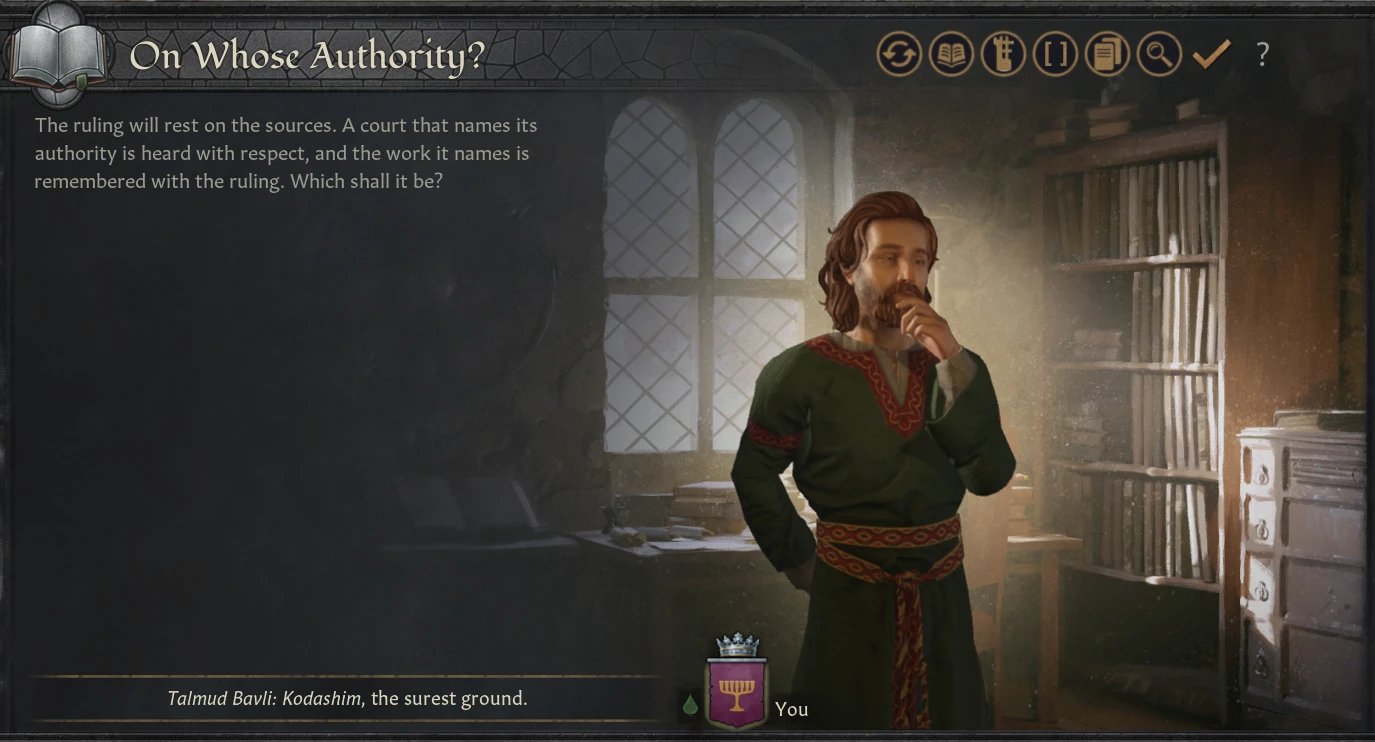 On Whose Authority?
?
The ruling will rest on the sources. A court that names its
authority is heard with respect, and the work it names is
remembered with the ruling. Which shall it be?
Talmud Bavli: Kodashim, the surest ground.
You